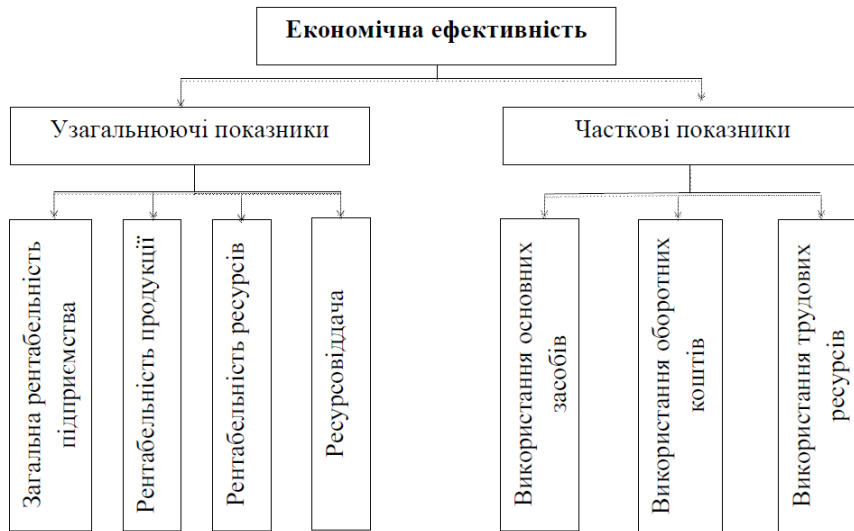 Економічна ефективність
Узагальнюючі показники
Часткові показники
Загальна рентабельність
підприємства
Рентабельність продукції
Рентабельність ресурсів
Ресурсовіддача
Використання основних
засобів
Використання оборотних
коштів
Використання трудових
ресурсів